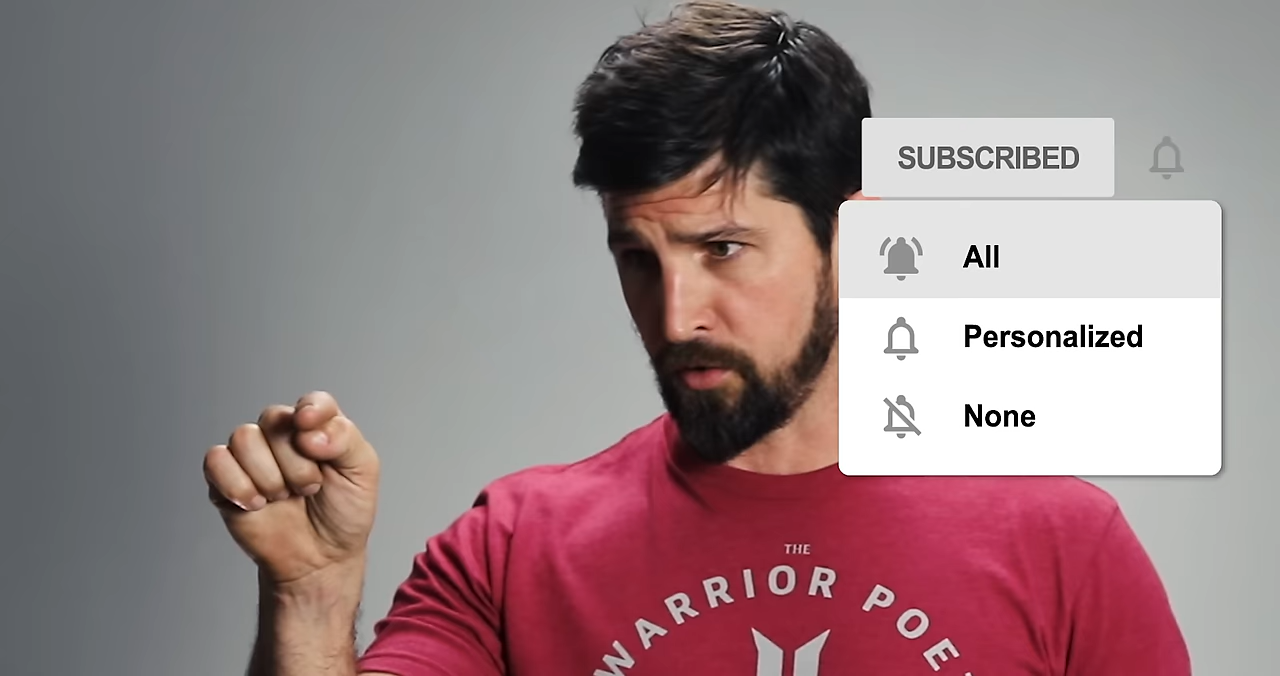 SUBSCRIBED
All
Personalized
None
THE
WARRIOR POE